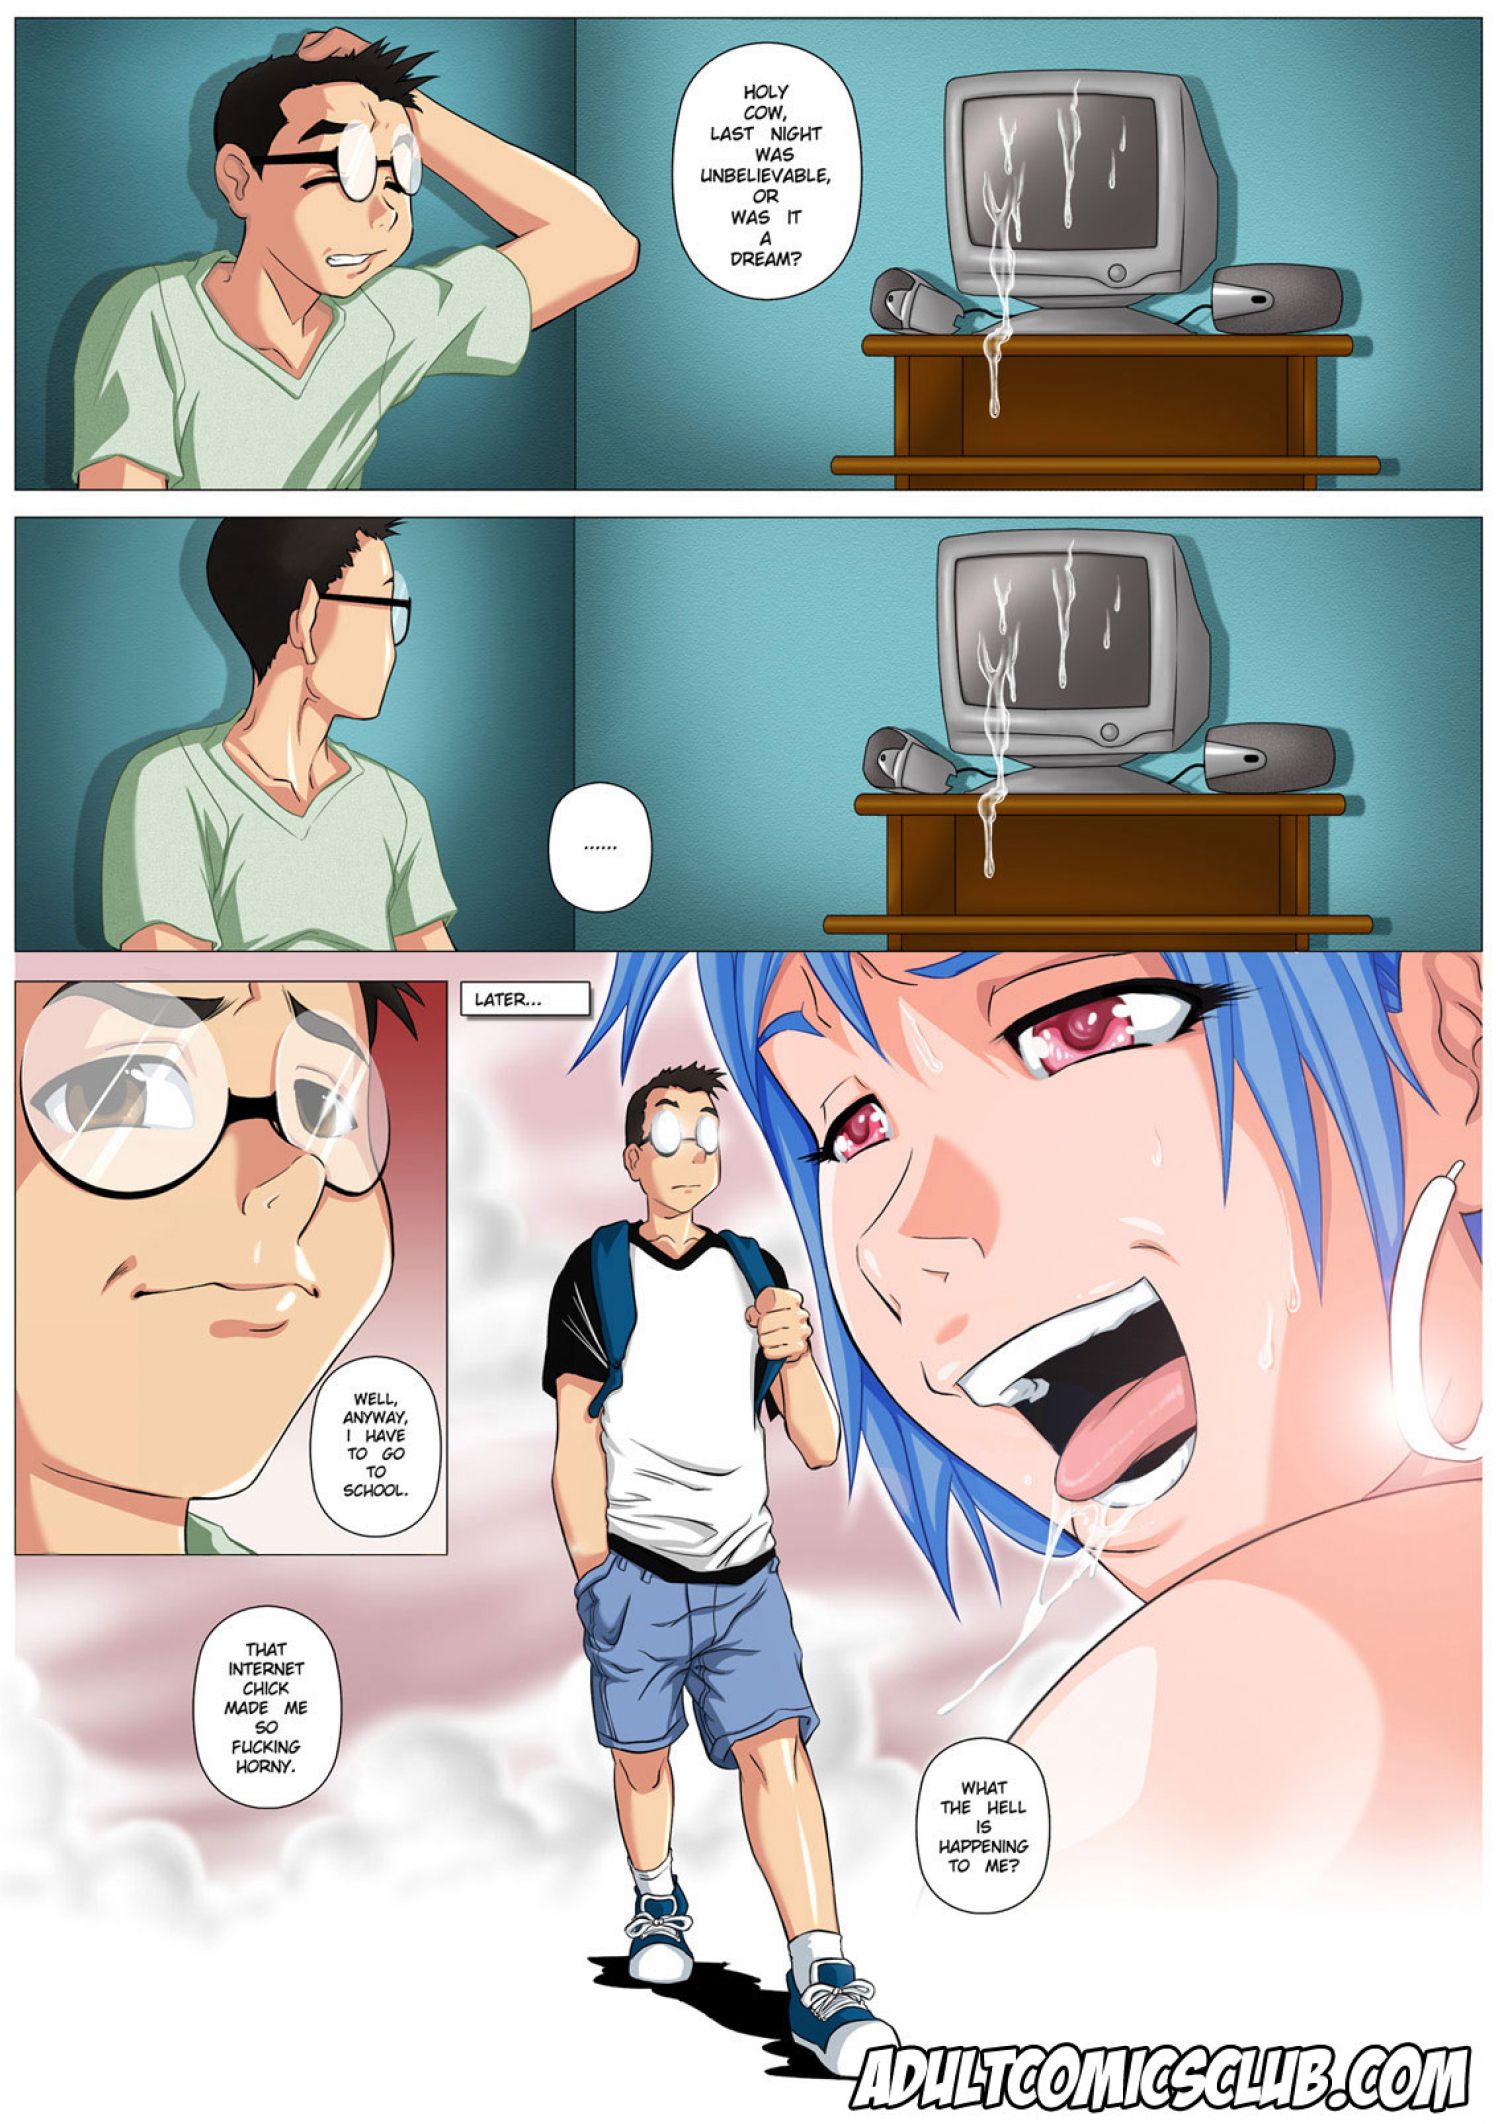 HOLY
COW,
LAST NIGHT
WAS
UNBELIEVABLE,
OR
WAS IT
A
DREAM?
......
LATER...
WELL,
ANYWAY,
I HAVE
TO GO
TO
SCHOOL.
THAT
INTERNET
CHICK
MADE ME
SO
FUCKING
HORNY.
WHAT
THE HELL
IS
HAPPENING
TO ME?
ADULTCOMICSCLUB.COM